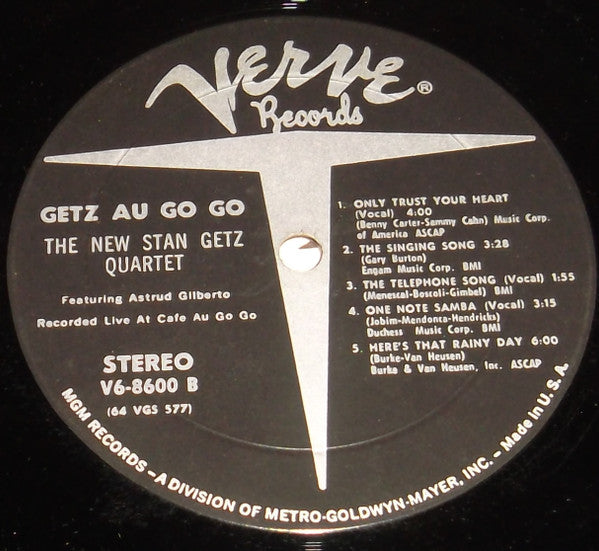 Verve®
Records
GETZ AU GO GO
THE NEW STAN GETZ
QUARTET
Featuring Astrud Gilberto
Recorded Live At Cafe Au Go Go
STEREO
V6-8600 B
(64 VGS 577)
1. ONLY TRUST YOUR HEART
(Vocal) 4:00
(Benny Carter-Sammy Cahn) Music Corp.
of America ASCAP
2. THE SINGING SONG 3:28
(Gary Burton)
Engam Music Corp. BMI
3. THE TELEPHONE SONG (Vocal) 1:55
(Menescal-Boscoli-Gimbel) BMI
4. ONE NOTE SAMBA (Vocal) 3:15
(Jobim-Mendonca-Hendricks)
Duchess Music Corp. BMI
5. HERE'S THAT RAINY DAY 6:00
(Burke-Van Heusen)
Burke & Van Heusen, Inc. ASCAP
MGM RECORDS – A DIVISION OF METRO-GOLDWYN-MAYER, INC. – Made in U.S.A.